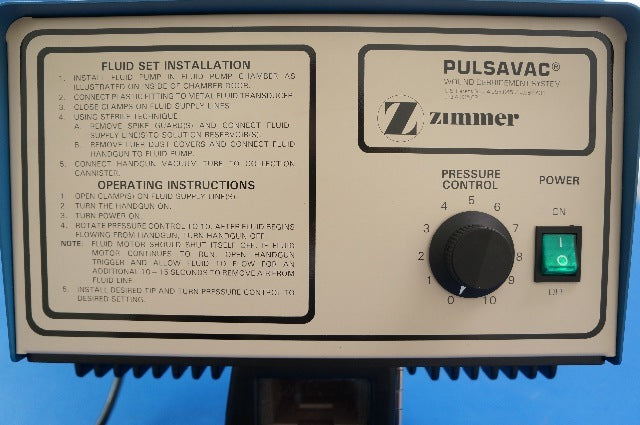 FLUID SET INSTALLATION
1. INSTALL FLUID PUMP IN FLUID PUMP CHAMBER AS
ILLUSTRATED ON INSIDE OF CHAMBER DOOR.
2. CONNECT PLASTIC FITTING TO METAL FLUID TRANSDUCER.
3. CLOSE CLAMPS ON FLUID SUPPLY LINES.
4. USING STERILE TECHNIQUE:
A. REMOVE SPIKE GUARD(S) AND CONNECT FLUID
SUPPLY LINE(S) TO SOLUTION RESERVOIR(S).
B. REMOVE LUER DUST COVERS AND CONNECT FLUID
HANDGUN TO FLUID PUMP.
5. CONNECT HANDGUN VACUUM TUBE TO COLLECTION
CANNISTER.
OPERATING INSTRUCTIONS
1. OPEN CLAMP(S) ON FLUID SUPPLY LINE(S).
2. TURN THE HANDGUN ON.
3. TURN POWER ON.
4. ROTATE PRESSURE CONTROL TO 10. AFTER FLUID BEGINS
FLOWING FROM HANDGUN, TURN HANDGUN OFF.
NOTE: FLUID MOTOR SHOULD SHUT ITSELF OFF. IF FLUID
MOTOR CONTINUES TO RUN, OPEN HANDGUN
TRIGGER AND ALLOW FLUID TO FLOW FOR AN
ADDITIONAL 10 – 15 SECONDS TO REMOVE AIR FROM
FLUID LINE.
5. INSTALL DESIRED TIP AND TURN PRESSURE CONTROL TO
DESIRED SETTING.
PULSAVAC®
WOUND DEBRIDEMENT SYSTEM
Z zimmer
PRESSURE
CONTROL
0 1 2 3 4 5 6 7 8 9 10
POWER
ON
OFF